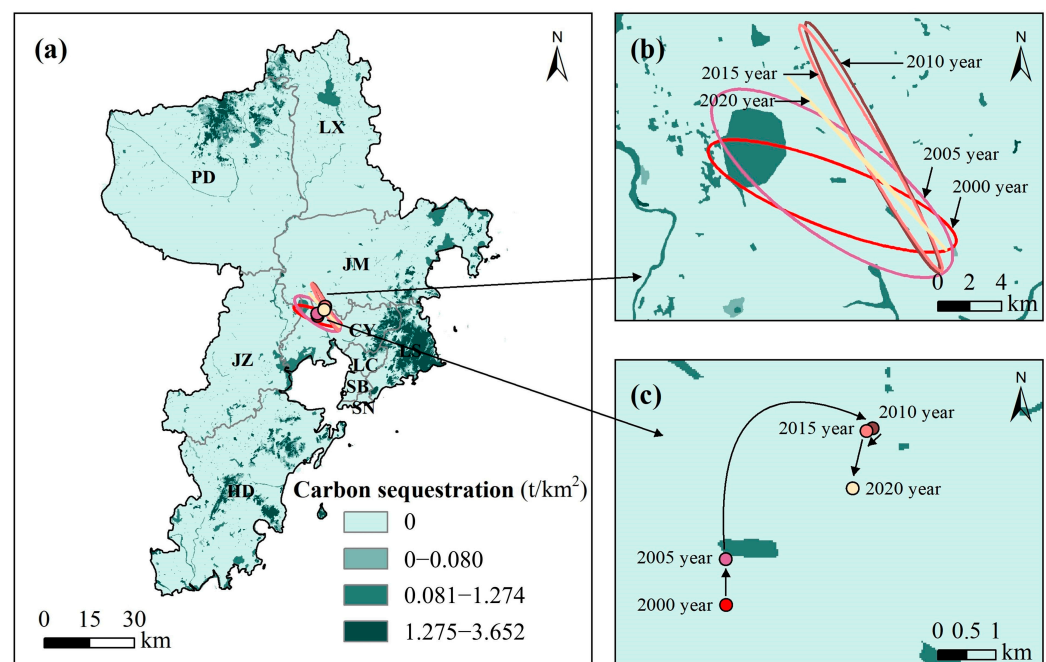 (a)
N
LX
PD
JM
CY
LS
JZ
LC
SB
SN
HD
Carbon sequestration (t/km²)
0
0−0.080
0.081−1.274
1.275−3.652
0 15 30
km
(b)
N
2010 year
2015 year
2020 year
2005 year
2000 year
0 2 4
km
(c)
N
2010 year
2015 year
2020 year
2005 year
2000 year
0 0.5 1
km